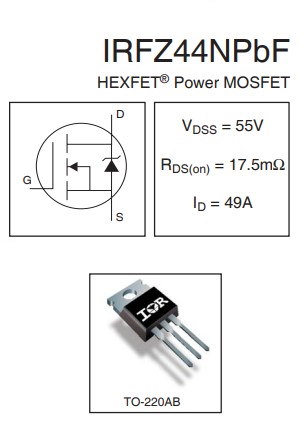 IRFZ44NPbF
HEXFET® Power MOSFET
D
G
S
VDSS = 55V
RDS(on) = 17.5mΩ
ID = 49A
IOR
TO-220AB